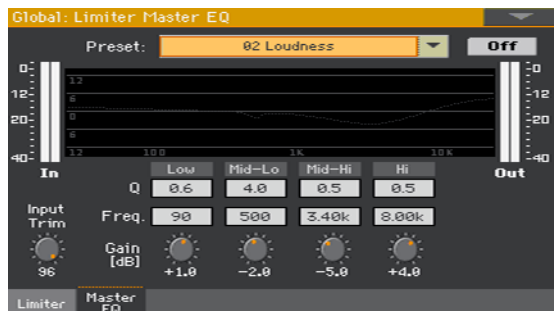 Global: Limiter Master EQ
Preset: 02 Loudness Off
0 0
12 12 12
6
20 0 20
6
40 12 100 1K 10K 40
In Out
Low Mid-Lo Mid-Hi Hi
Q 0.6 4.0 0.5 0.5
Input Trim
Freq. 90 500 3.40k 8.00k
Gain [dB]
96 +1.0 -2.0 -5.0 +4.0
Limiter Master EQ